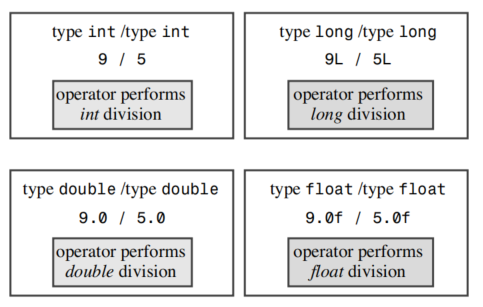 type int /type int
9 / 5
operator performs
int division
type long /type long
9L / 5L
operator performs
long division
type double /type double
9.0 / 5.0
operator performs
double division
type float /type float
9.0f / 5.0f
operator performs
float division